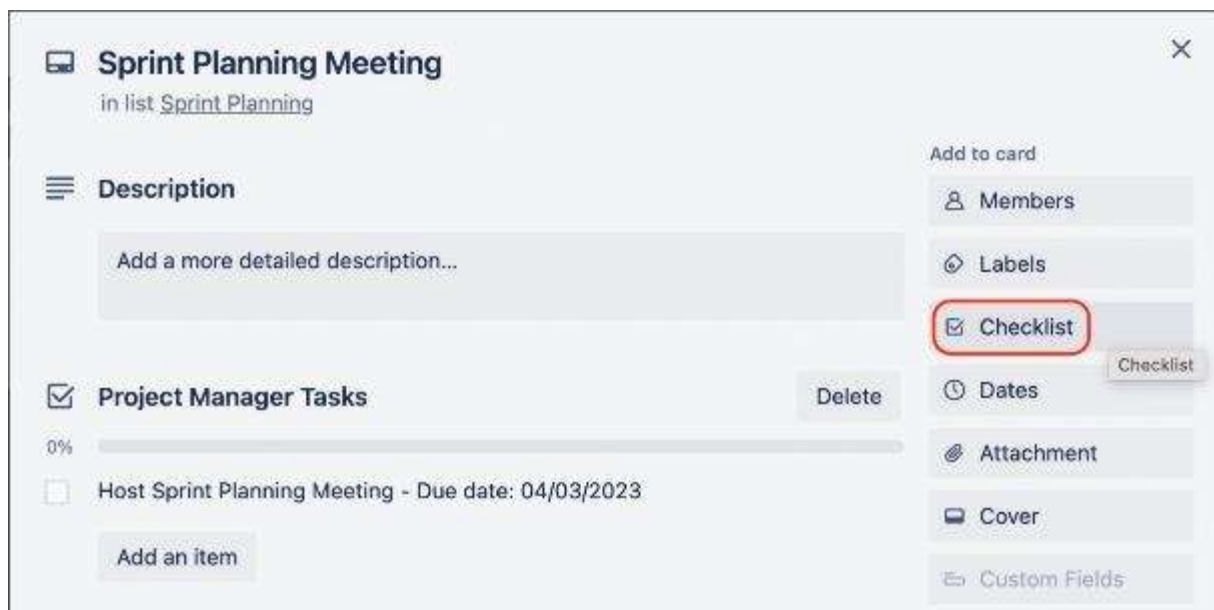 Sprint Planning Meeting
in list Sprint Planning
Description
Add a more detailed description...
Project Manager Tasks
Delete
0%
Host Sprint Planning Meeting - Due date: 04/03/2023
Add an item
Add to card
Members
Labels
Checklist
Checklist
Dates
Attachment
Cover
Custom Fields